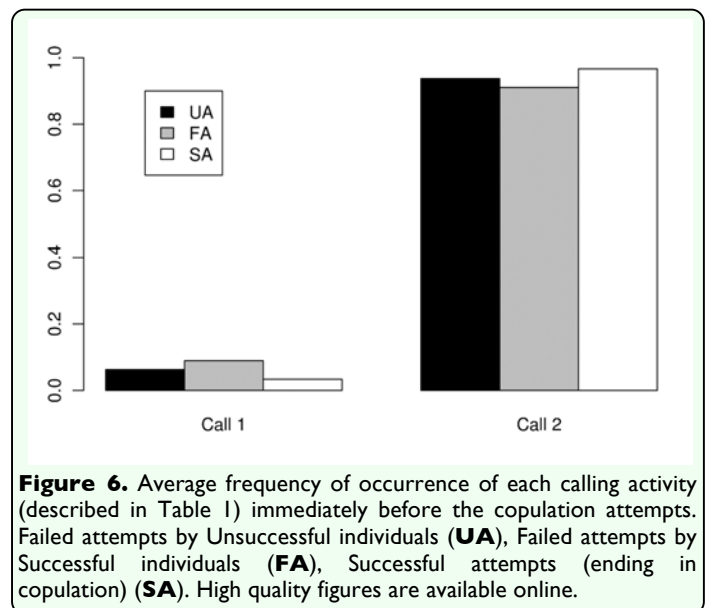 1.0
0.8
0.6
0.4
0.2
0.0
UA
FA
SA
Call 1
Call 2
Figure 6. Average frequency of occurrence of each calling activity
(described in Table 1) immediately before the copulation attempts.
Failed attempts by Unsuccessful individuals (UA), Failed attempts by
Successful individuals (FA), Successful attempts (ending in
copulation) (SA). High quality figures are available online.